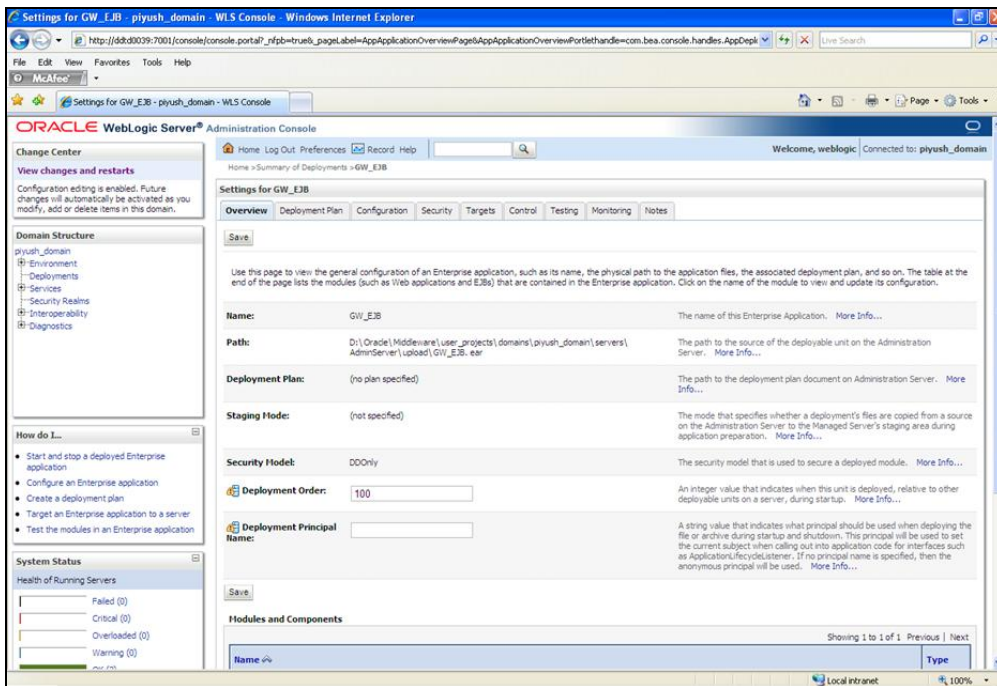 Settings for GW_EJB - piyush_domain - WLS Console - Windows Internet Explorer
http://ddtd0039:7001/console/console.portal?_nfpb=true&_pageLabel=AppApplicationOverviewPage&AppApplicationOverviewPortlethandle=com.bea.console.handles.AppDepl
Live Search
File Edit View Favorites Tools Help
McAfee
Settings for GW_EJB - piyush_domain - WLS Console
Page Tools
ORACLE WebLogic Server® Administration Console
Change Center
View changes and restarts
Configuration editing is enabled. Future
changes will automatically be activated as you
modify, add or delete items in this domain.
Domain Structure
piyush_domain
Environment
Deployments
Services
Security Realms
Interoperability
Diagnostics
How do I...
Start and stop a deployed Enterprise
application
Configure an Enterprise application
Create a deployment plan
Target an Enterprise application to a server
Test the modules in an Enterprise application
System Status
Health of Running Servers
Failed (0)
Critical (0)
Overloaded (0)
Warning (0)
Home Log Out Preferences Record Help
Welcome, weblogic Connected to: piyush_domain
Home >Summary of Deployments >GW_EJB
Settings for GW_EJB
Overview Deployment Plan Configuration Security Targets Control Testing Monitoring Notes
Save
Use this page to view the general configuration of an Enterprise application, such as its name, the physical path to the application files, the associated deployment plan, and so on. The table at the
end of the page lists the modules (such as Web applications and EJBs) that are contained in the Enterprise application. Click on the name of the module to view and update its configuration.
Name: GW_EJB The name of this Enterprise Application. More Info...
Path: D:\Oracle\Middleware\user_projects\domains\piyush_domain\servers\ The path to the source of the deployable unit on the Administration
AdminServer\upload\GW_EJB.ear Server. More Info...
Deployment Plan: (no plan specified) The path to the deployment plan document on Administration Server. More
Info...
Staging Mode: (not specified) The mode that specifies whether a deployment's files are copied from a source
on the Administration Server to the Managed Server's staging area during
application preparation. More Info...
Security Model: DDOnly The security model that is used to secure a deployed module. More Info...
Deployment Order: 100 An integer value that indicates when this unit is deployed, relative to other
deployable units on a server, during startup. More Info...
Deployment Principal A string value that indicates what principal should be used when deploying the
Name: file or archive during startup and shutdown. This principal will be used to set
the current subject when calling out into application code for interfaces such
as ApplicationLifecycleListener. If no principal name is specified, then the
anonymous principal will be used. More Info...
Save
Modules and Components
Showing 1 to 1 of 1 Previous | Next
Name Type
Local intranet 100%